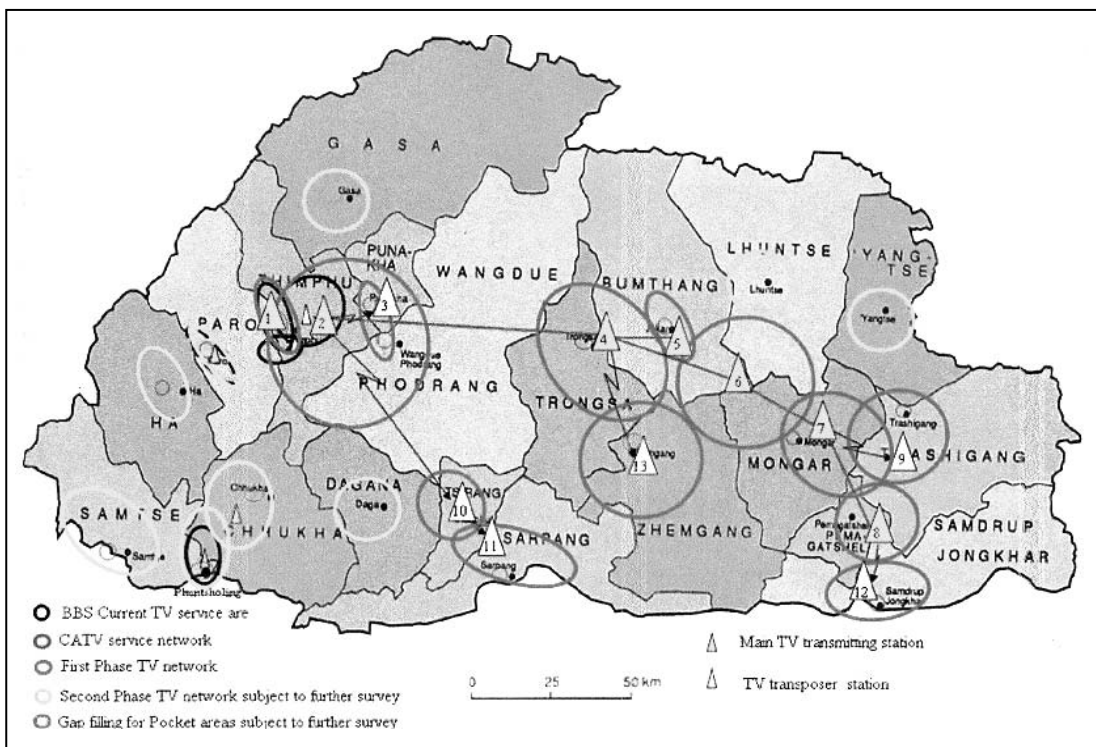 GASA
Gasa
PUNA-
KHA
THIMPHU
WANGDUE
PHODRANG
Wangdue
Phodrang
PARO
HA
Ha
BUMTHANG
LHUNTSE
Lhuntse
YANG-
TSE
Yangtse
TRONGSA
Trongsa
MONGAR
Mongar
TRASHIGANG
Trashigang
ZHEMGANG
PEMA-
GATSHEL
Pemagatshel
SAMDRUP
JONGKHAR
Samdrup
Jongkha
DAGANA
Daga
TSIRANG
SARPANG
Sarpang
CHHUKHA
Chhukha
SAMTSE
Samtse
Phuntsholing
1
2
3
4
5
6
7
8
9
10
11
12
13
BBS Current TV service are
CATV service network
First Phase TV network
Second Phase TV network subject to further survey
Gap filling for Pocket areas subject to further survey
0 25 50 km
Main TV transmitting station
TV transposer station